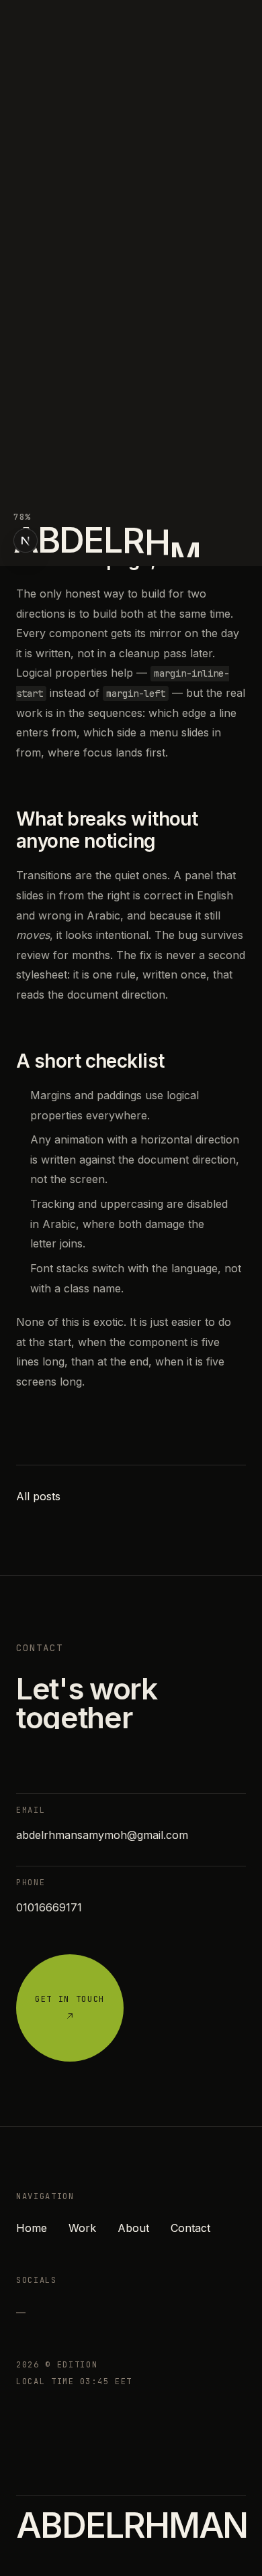 78%
ABDELRHM
N
The only honest way to build for two
directions is to build both at the same time.
Every component gets its mirror on the day
it is written, not in a cleanup pass later.
Logical properties help — margin-inline-
start instead of margin-left — but the real
work is in the sequences: which edge a line
enters from, which side a menu slides in
from, where focus lands first.
What breaks without
anyone noticing
Transitions are the quiet ones. A panel that
slides in from the right is correct in English
and wrong in Arabic, and because it still
moves, it looks intentional. The bug survives
review for months. The fix is never a second
stylesheet: it is one rule, written once, that
reads the document direction.
A short checklist
Margins and paddings use logical
properties everywhere.
Any animation with a horizontal direction
is written against the document direction,
not the screen.
Tracking and uppercasing are disabled
in Arabic, where both damage the
letter joins.
Font stacks switch with the language, not
with a class name.
None of this is exotic. It is just easier to do
at the start, when the component is five
lines long, than at the end, when it is five
screens long.
All posts
CONTACT
Let's work
together
EMAIL
abdelrhmansamymoh@gmail.com
PHONE
01016669171
GET IN TOUCH
↗
NAVIGATION
Home Work About Contact
SOCIALS
—
2026 © EDITION
LOCAL TIME 03:45 EET
ABDELRHMAN